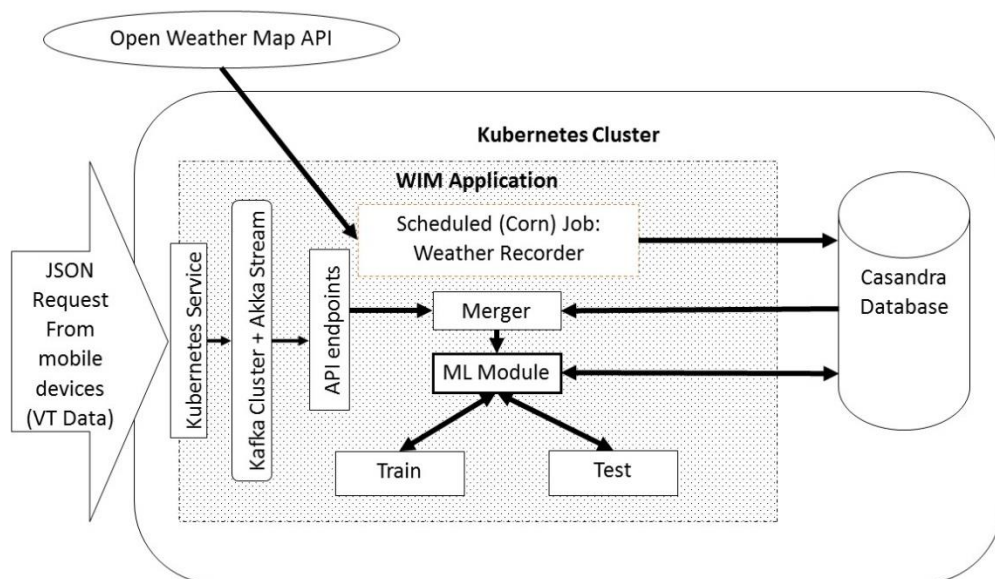 Open Weather Map API
Kubernetes Cluster
WIM Application
Scheduled (Corn) Job:
Weather Recorder
JSON
Request
From
mobile
devices
(VT Data)
Kubernetes Service
Kafka Cluster + Akka Stream
API endpoints
Merger
ML Module
Train
Test
Casandra
Database